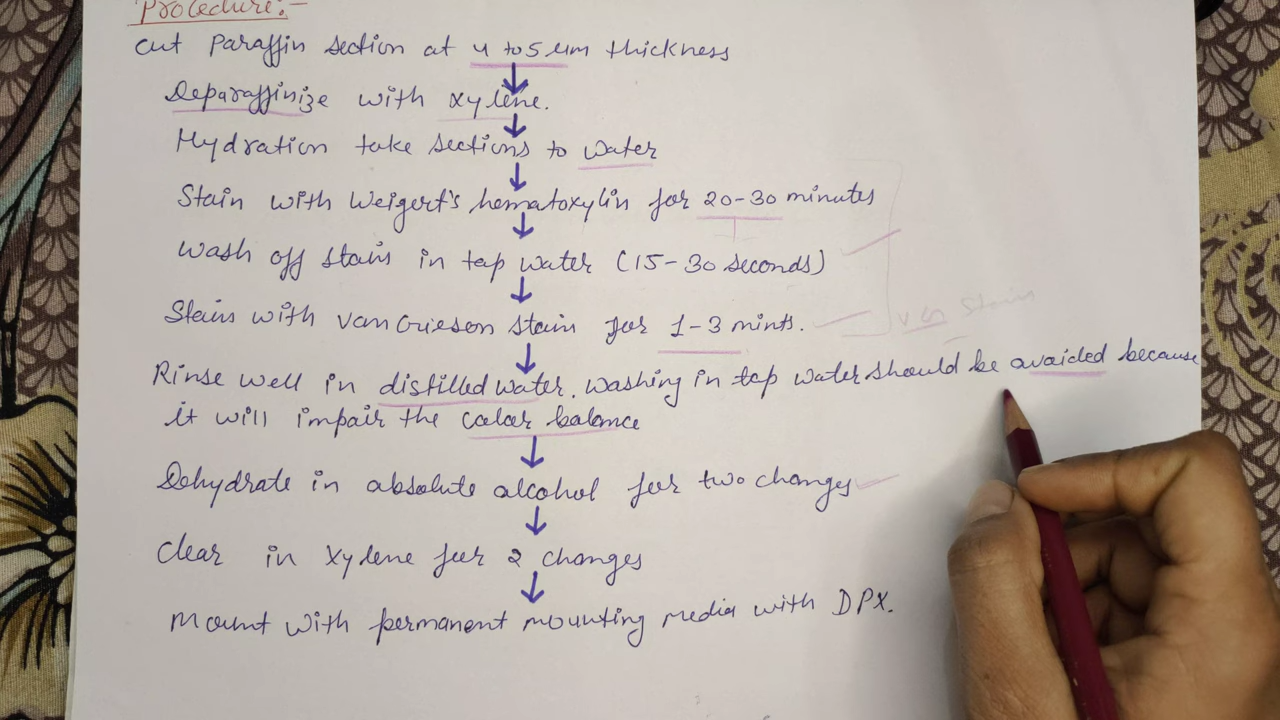 Procedure:-
cut Paraffin section at 4 to 5 um thickness
Deparaffinize with xylene.
Hydration take sections to water
Stain with Weigert's hematoxylin for 20-30 minutes
Wash off stain in tap water (15-30 seconds)
Stain with van Grieson stain for 1-3 mints.
Van Stain
Rinse well in distilled water. washing in tap water should be avaided because
it will impair the color balance
Dehydrate in absolute alcohol for two changes
Clear in Xylene for 2 changes
Mount with permanent mounting media with DPX.